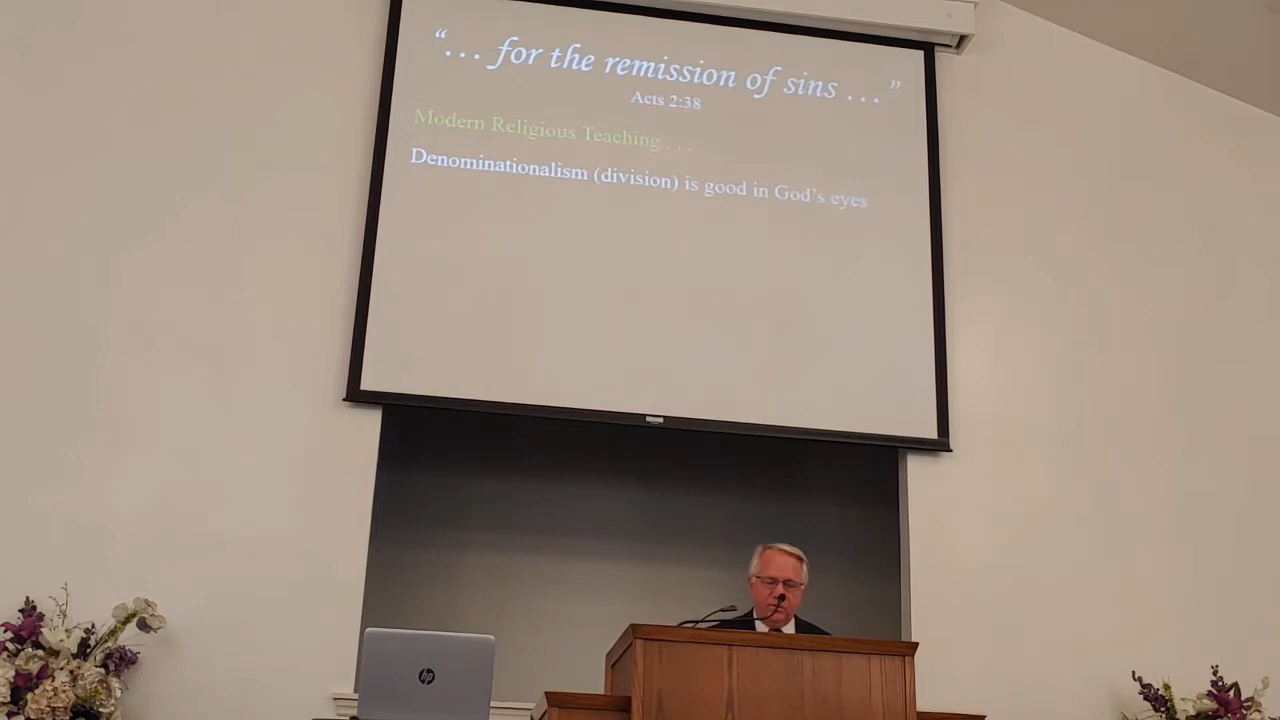 “… for the remission of sins …”
Acts 2:38
Modern Religious Teaching . . .
Denominationalism (division) is good in God’s eyes
hp